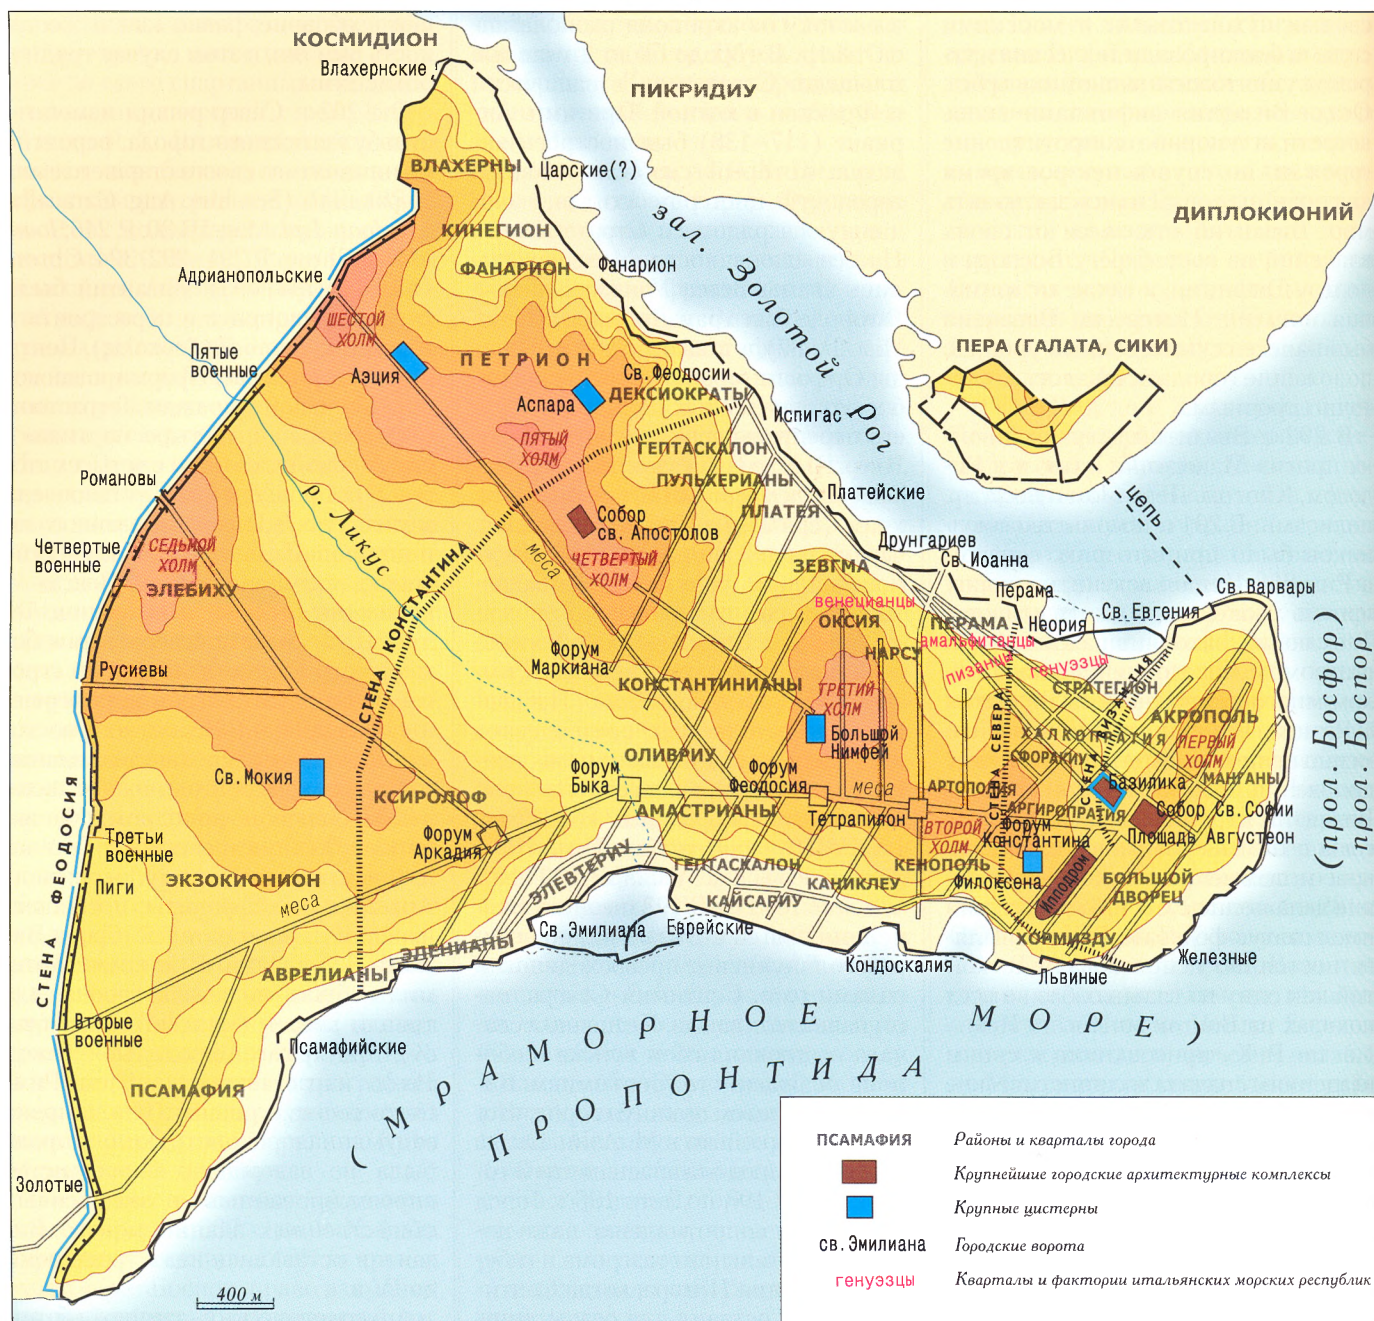 КОСМИДИОН
Влахернские
ПИКРИДИУ
ВЛАХЕРНЫ
Царские(?)
ДИПЛОКИОНИЙ
КИНЕГИОН
зал. Золотой рог
ФАНАРИОН
Фанарион
Адрианопольские
ШЕСТОЙ
ХОЛМ
Пятые
военные
ПЕТРИОН
ПЕРА (ГАЛАТА, СИКИ)
Аэция
Св.Феодосии
Аспара
ДЕКСИОКРАТЫ
Испигас
ПЯТЫЙ
ХОЛМ
ГЕПТАСКАЛОН
Романовы
р. Ликус
ПУЛЬХЕРИАНЫ
Платейские
цепь
ПЛАТЕЯ
Собор
св. Апостолов
Четвертые
военные
СЕДЬМОЙ
ХОЛМ
ЭЛЕБИХУ
меса
ЧЕТВЕРТЫЙ
ХОЛМ
ЗЕВГМА
Друнгариев
Св.Иоанна
Перама
Св.Варвары
Св.Евгения
венецианцы
ОКСИЯ
ПЕРАМА
Неория
СТЕНА КОНСТАНТИНА
амальфитанцы
Форум
Маркиана
НАРСУ
пизанцы
генуэзцы
Русиевы
КОНСТАНТИНИАНЫ
ТРЕТИЙ
ХОЛМ
СТРАТЕГИОН
СТЕНА ВИЗАНТИЯ
АКРОПОЛЬ
Большой
Нимфей
СТЕНА СЕВЕРА
ХАЛКОПРАТИЯ
ПЕРВЫЙ
ХОЛМ
(прол. Босфор)
прол. Боспор
ОЛИВРИУ
СФОРАКИУ
Св.Мокия
Форум
Быка
Форум
Феодосия
меса
АРТОПОЛИЯ
Базилика
МАНГАНЫ
КСИРОЛОФ
АМАСТРИАНЫ
Тетрапилон
АРГИРОПРАТИЯ
Собор Св.Софии
СТЕНА ФЕОДОСИЯ
Третьи
военные
Форум
Аркадия
ВТОРОЙ
ХОЛМ
Форум
Константина
Площадь Августеон
Пиги
ЭКЗОКИОНИОН
меса
ЭЛЕВТЕРИУ
ГЕПТАСКАЛОН
КЕНОПОЛЬ
КАНИКЛЕУ
Филоксена
Ипподром
БОЛЬШОЙ
ДВОРЕЦ
КАЙСАРИУ
Св.Эмилиана
Еврейские
ЭДЕНИАНЫ
АВРЕЛИАНЫ
ХОРМИЗДУ
Кондоскалия
Львиные
Железные
Вторые
военные
Псамафийские
(МРАМОРНОЕ МОРЕ)
ПРОПОНТИДА
ПСАМАФИЯ
Золотые
400 м
ПСАМАФИЯ Районы и кварталы города
Крупнейшие городские архитектурные комплексы
Крупные цистерны
св.Эмилиана Городские ворота
генуэзцы Кварталы и фактории итальянских морских республик